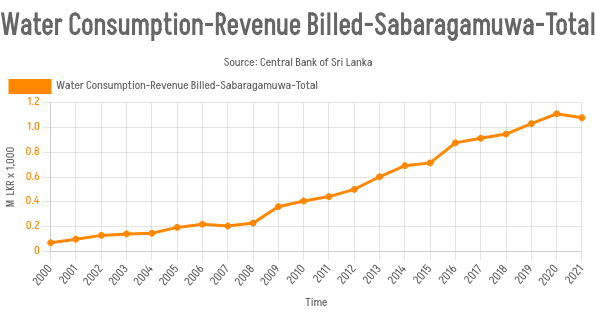 Water Consumption-Revenue Billed-Sabaragamuwa-Total
Source: Central Bank of Sri Lanka
Water Consumption-Revenue Billed-Sabaragamuwa-Total
M LKR x 1,000
1.2
1.0
0.8
0.6
0.4
0.2
0
2000 2001 2002 2003 2004 2005 2006 2007 2008 2009 2010 2011 2012 2013 2014 2015 2016 2017 2018 2019 2020 2021
Time